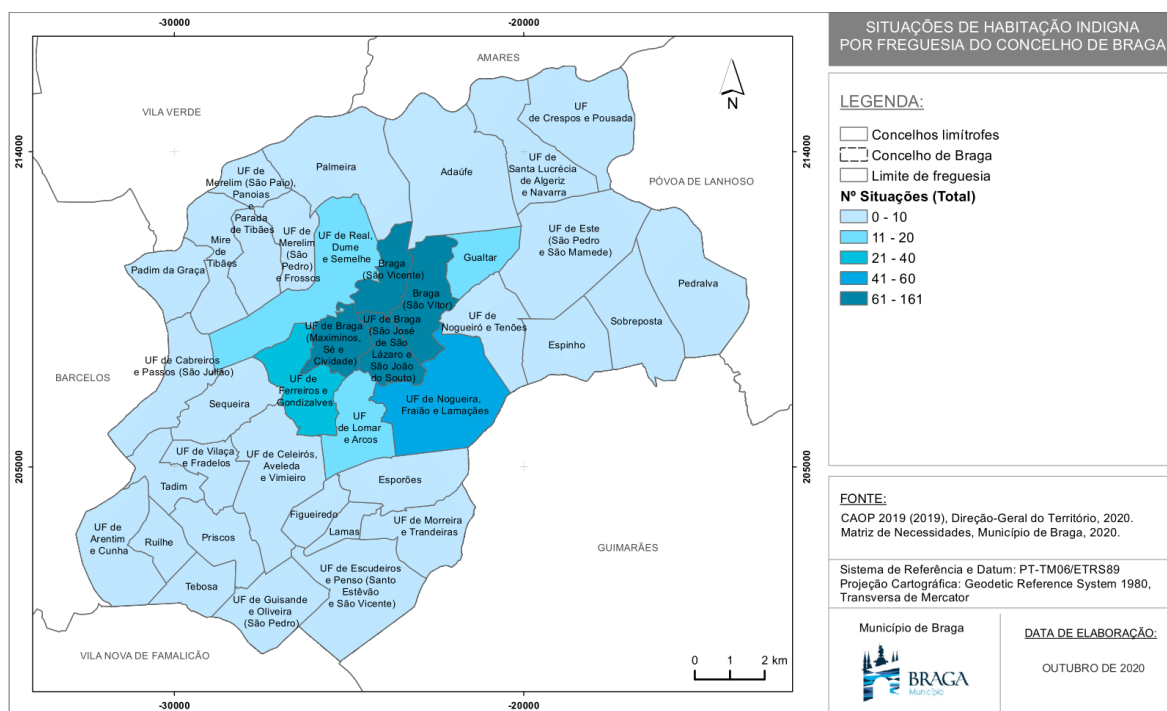 -30000
-20000
SITUAÇÕES DE HABITAÇÃO INDIGNA
POR FREGUESIA DO CONCELHO DE BRAGA
AMARES
VILA VERDE
PÓVOA DE LANHOSO
BARCELOS
GUIMARÃES
VILA NOVA DE FAMALICÃO
214000
214000
205000
205000
N
UF
de Crespos e Pousada
Palmeira
Adaúfe
UF de
Santa Lucrécia
de Algeriz
e Navarra
UF de
Merelim (São Paio),
Panoias
e
Parada
de Tibães
Mire
de
Tibães
UF de
Merelim
(São
Pedro)
e Frossos
UF de Real,
Dume
e Semelhe
Padim da Graça
Braga
(São Vicente)
Gualtar
UF de Este
(São Pedro
e São Mamede)
Pedralva
Braga
(São Vítor)
UF de Braga
(Maximinos,
Sé e
Cividade)
UF de Braga
(São José
de São
Lázaro e
São João
do Souto)
UF de
Nogueiró e Tenões
Sobreposta
Espinho
UF de Cabreiros
e Passos (São Julião)
UF de
Ferreiros e
Gondizalves
Sequeira
UF de Nogueira,
Fraião e Lamaçães
UF
de Lomar
e Arcos
UF de Vilaça
e Fradelos
UF de Celeirós,
Aveleda
e Vimieiro
Tadim
Esporões
Figueiredo
Lamas
UF de Morreira
e Trandeiras
UF de
Arentim
e Cunha
Ruilhe
Priscos
UF de Escudeiros
e Penso (Santo
Estêvão
e São Vicente)
Tebosa
UF de Guisande
e Oliveira
(São Pedro)
0 1 2 km
-30000
-20000
LEGENDA:
Concelhos limítrofes
Concelho de Braga
Limite de freguesia
Nº Situações (Total)
0 - 10
11 - 20
21 - 40
41 - 60
61 - 161
FONTE:
CAOP 2019 (2019), Direção-Geral do Território, 2020.
Matriz de Necessidades, Município de Braga, 2020.
Sistema de Referência e Datum: PT-TM06/ETRS89
Projeção Cartográfica: Geodetic Reference System 1980,
Transversa de Mercator
Município de Braga
BRAGA
Município
DATA DE ELABORAÇÃO:
OUTUBRO DE 2020